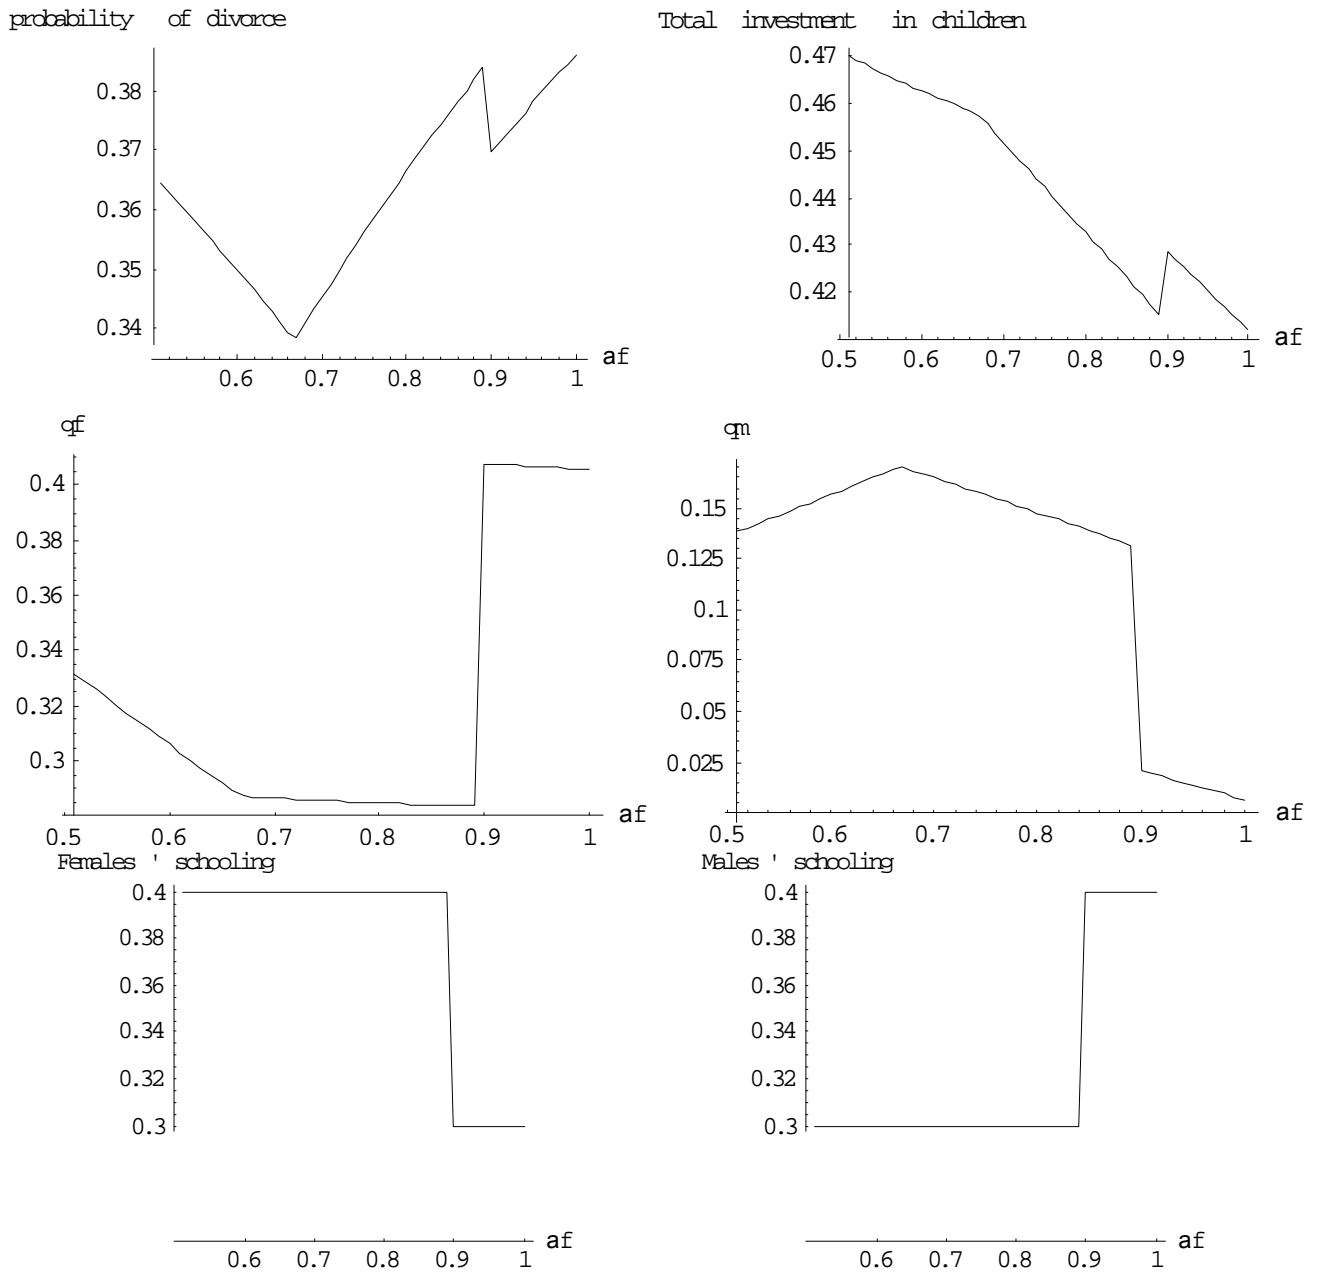 probability of divorce
0.38
0.37
0.36
0.35
0.34
0.6 0.7 0.8 0.9 1 af
Total investment in children
0.47
0.46
0.45
0.44
0.43
0.42
0.5 0.6 0.7 0.8 0.9 1 af
qf
0.4
0.38
0.36
0.34
0.32
0.3
0.5 0.6 0.7 0.8 0.9 1 af
qm
0.15
0.125
0.1
0.075
0.05
0.025
0.5 0.6 0.7 0.8 0.9 1 af
Females ' schooling
0.4
0.38
0.36
0.34
0.32
0.3
0.6 0.7 0.8 0.9 1 af
Males ' schooling
0.4
0.38
0.36
0.34
0.32
0.3
0.6 0.7 0.8 0.9 1 af